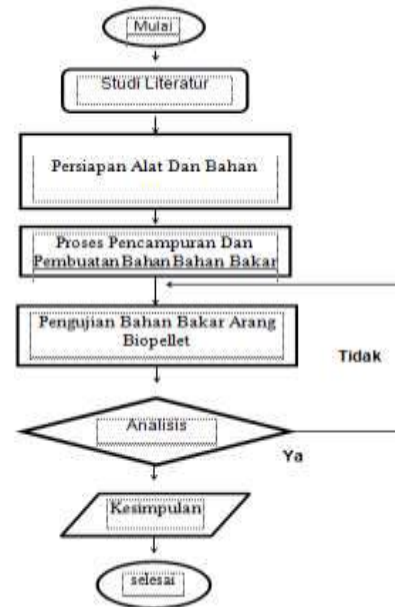 Mulai
Studi Literatur
Persiapan Alat Dan Bahan
Proses Pencampuran Dan
Pembuatan Bahan Bahan Bakar
Pengujian Bahan Bakar Arang
Biopellet
Tidak
Analisis
Ya
Kesimpulan
selesai